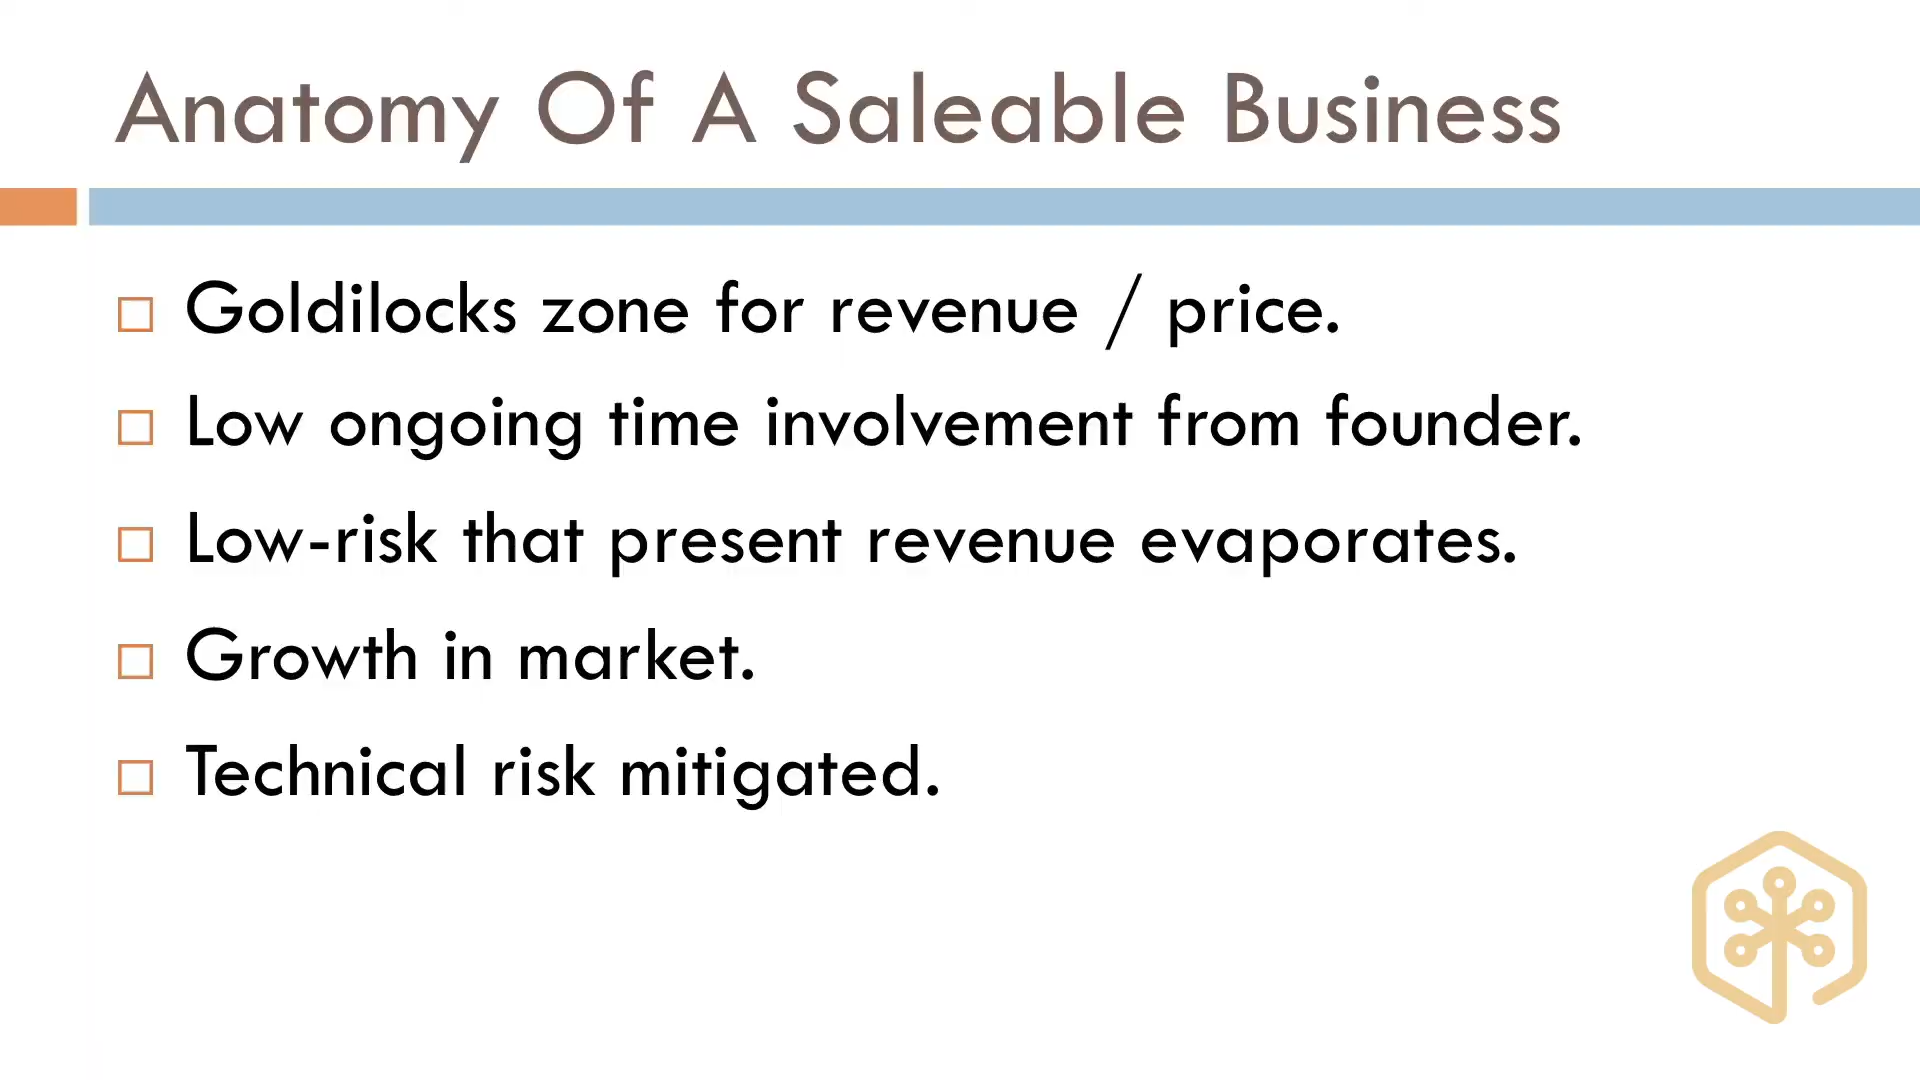 Anatomy Of A Saleable Business
Goldilocks zone for revenue / price.
Low ongoing time involvement from founder.
Low-risk that present revenue evaporates.
Growth in market.
Technical risk mitigated.